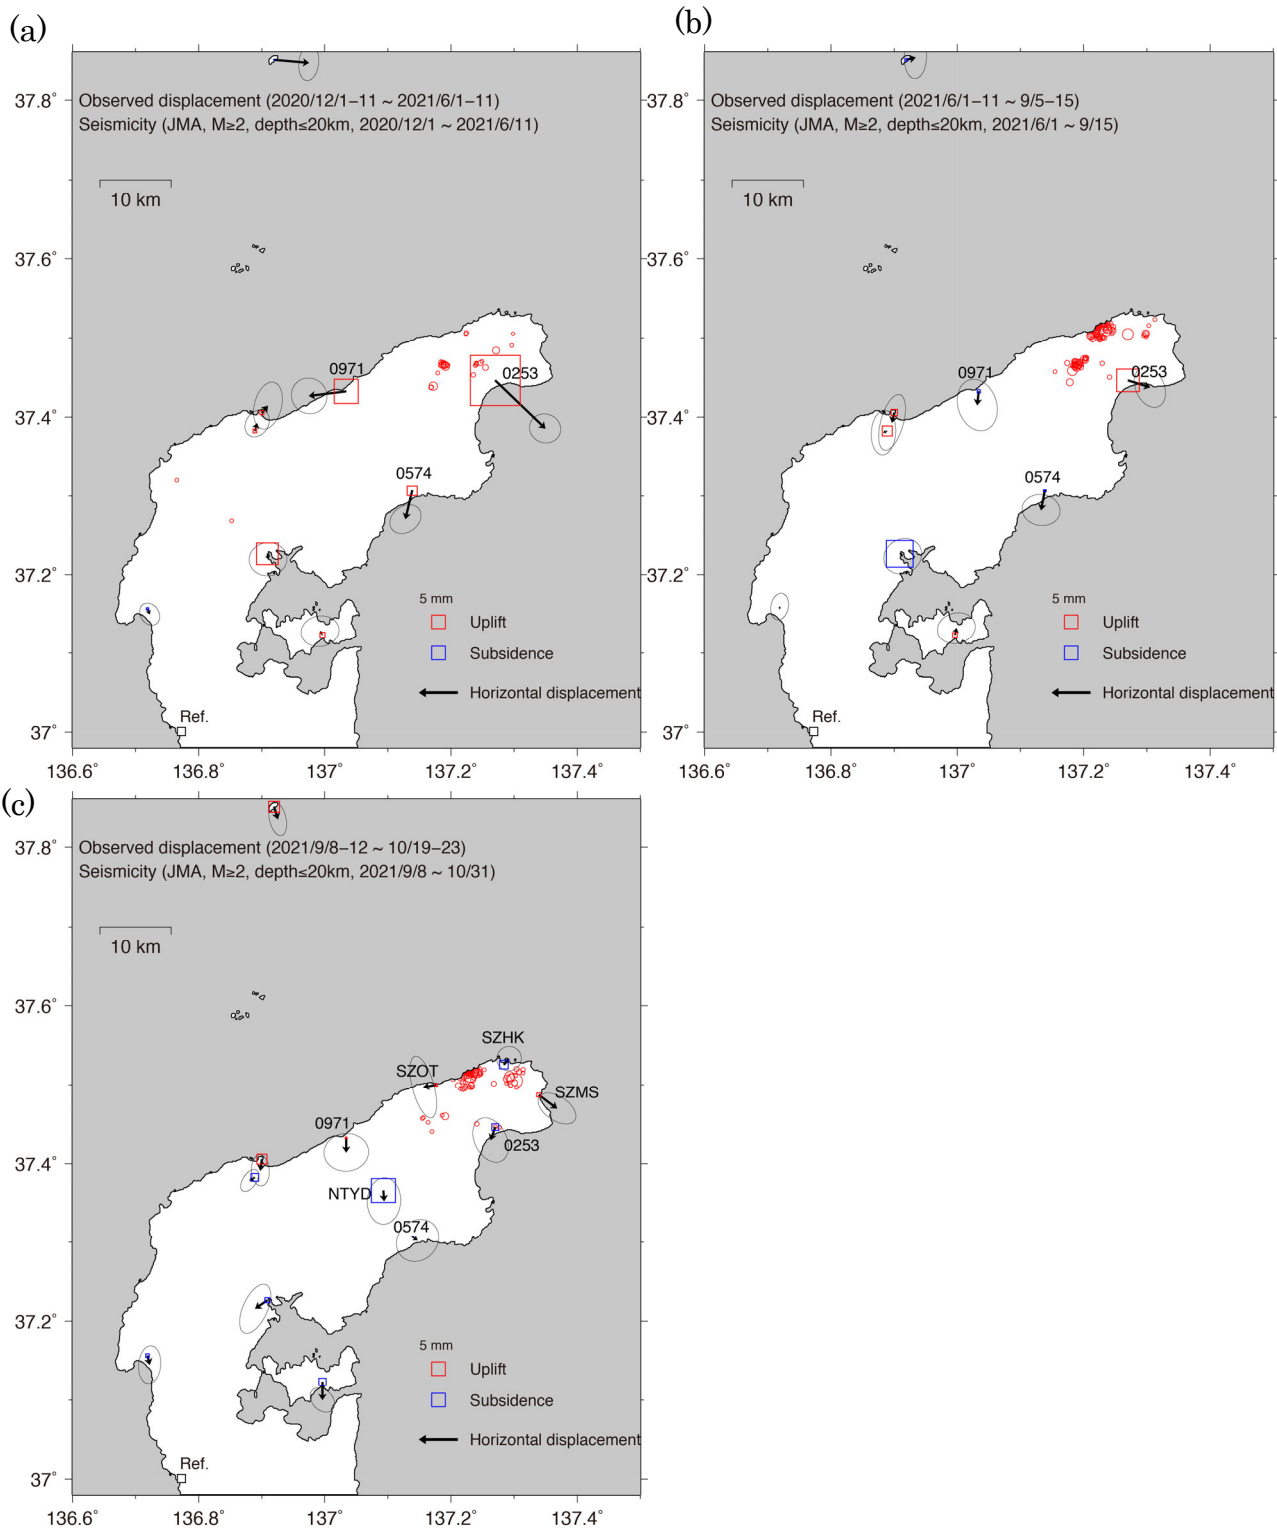 (a)
37.8°
Observed displacement (2020/12/1−11 ~ 2021/6/1−11)
Seismicity (JMA, M≥2, depth≤20km, 2020/12/1 ~ 2021/6/11)
10 km
37.6°
0971
0253
37.4°
0574
37.2°
5 mm
Uplift
Subsidence
Horizontal displacement
Ref.
37°
136.6°
136.8°
137°
137.2°
137.4°
(b)
37.8°
Observed displacement (2021/6/1−11 ~ 9/5−15)
Seismicity (JMA, M≥2, depth≤20km, 2021/6/1 ~ 9/15)
10 km
37.6°
0971
0253
37.4°
0574
37.2°
5 mm
Uplift
Subsidence
Horizontal displacement
Ref.
37°
136.6°
136.8°
137°
137.2°
137.4°
(c)
37.8°
Observed displacement (2021/9/8−12 ~ 10/19−23)
Seismicity (JMA, M≥2, depth≤20km, 2021/9/8 ~ 10/31)
10 km
37.6°
SZHK
SZOT
SZMS
0971
0253
37.4°
NTYD
0574
37.2°
5 mm
Uplift
Subsidence
Horizontal displacement
Ref.
37°
136.6°
136.8°
137°
137.2°
137.4°